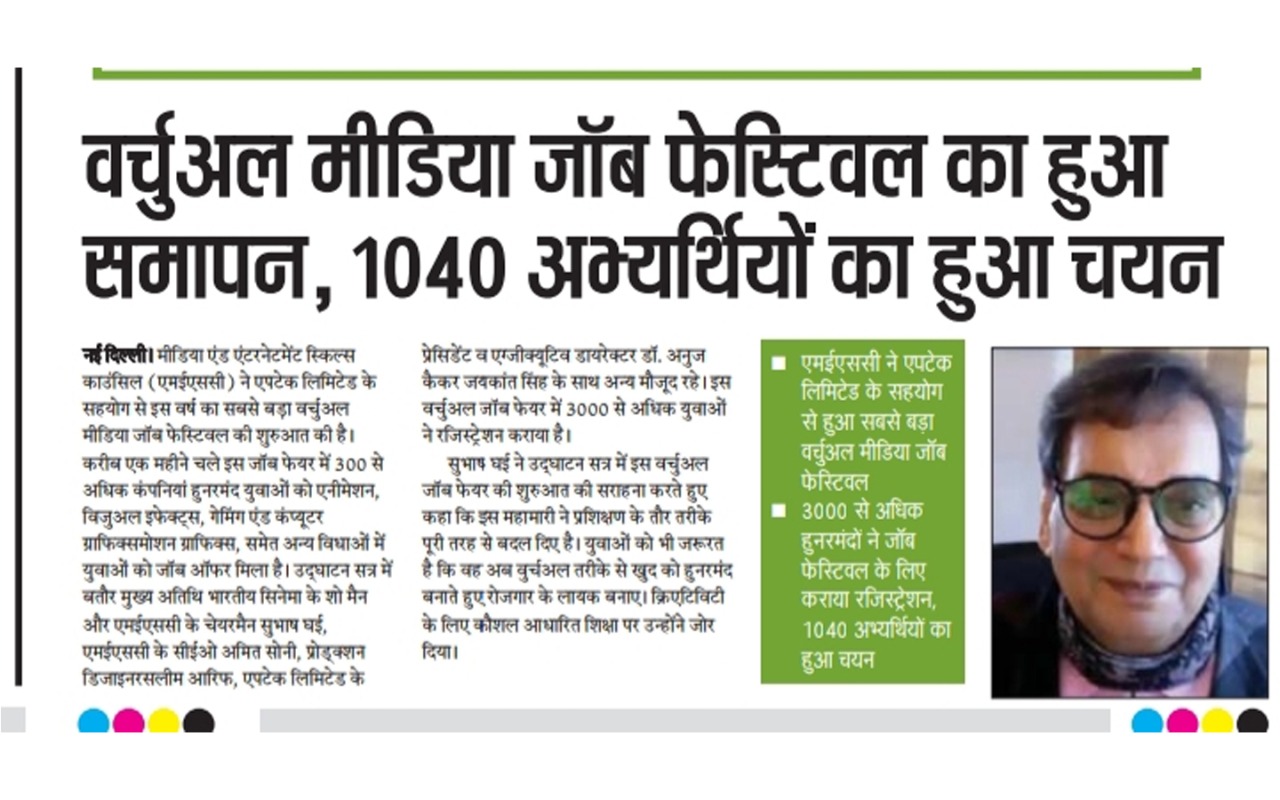 वर्चुअल मीडिया जॉब फेस्टिवल का हुआ
समापन, 1040 अभ्यर्थियों का हुआ चयन
नई दिल्ली। मीडिया एंड एंटरनेटमेंट स्किल्स
काउंसिल (एमईएससी) ने एपटेक लिमिटेड के
सहयोग से इस वर्ष का सबसे बड़ा वर्चुअल
मीडिया जॉब फेस्टिवल की शुरुआत की है।
करीब एक महीने चले इस जॉब फेयर में 300 से
अधिक कंपनियां हुनरमंद युवाओं को एनीमेशन,
विजुअल इफेक्ट्स, गेमिंग एंड कंप्यूटर
ग्राफिक्समोशन ग्राफिक्स, समेत अन्य विधाओं में
युवाओं को जॉब ऑफर मिला है। उद्घाटन सत्र में
बतौर मुख्य अतिथि भारतीय सिनेमा के शो मैन
और एमईएससी के चेयरमैन सुभाष घई,
एमईएससी के सीईओ अमित सोनी, प्रोड्क्शन
डिजाइनरसलीम आरिफ, एपटेक लिमिटेड के
प्रेसिडेंट व एग्जीक्यूटिव डायरेक्टर डॉ. अनुज
कैकर जयकांत सिंह के साथ अन्य मौजूद रहे। इस
वर्चुअल जॉब फेयर में 3000 से अधिक युवाओं
ने रजिस्ट्रेशन कराया है।
सुभाष घई ने उद्घाटन सत्र में इस वर्चुअल
जॉब फेयर की शुरुआत की सराहना करते हुए
कहा कि इस महामारी ने प्रशिक्षण के तौर तरीके
पूरी तरह से बदल दिए है। युवाओं को भी जरूरत
है कि वह अब वुर्चअल तरीके से खुद को हुनरमंद
बनाते हुए रोजगार के लायक बनाए। क्रिएटिविटी
के लिए कौशल आधारित शिक्षा पर उन्होंने जोर
दिया।
एमईएससी ने एपटेक
लिमिटेड के सहयोग
से हुआ सबसे बड़ा
वर्चुअल मीडिया जॉब
फेस्टिवल
3000 से अधिक
हुनरमंदों ने जॉब
फेस्टिवल के लिए
कराया रजिस्ट्रेशन,
1040 अभ्यर्थियों का
हुआ चयन